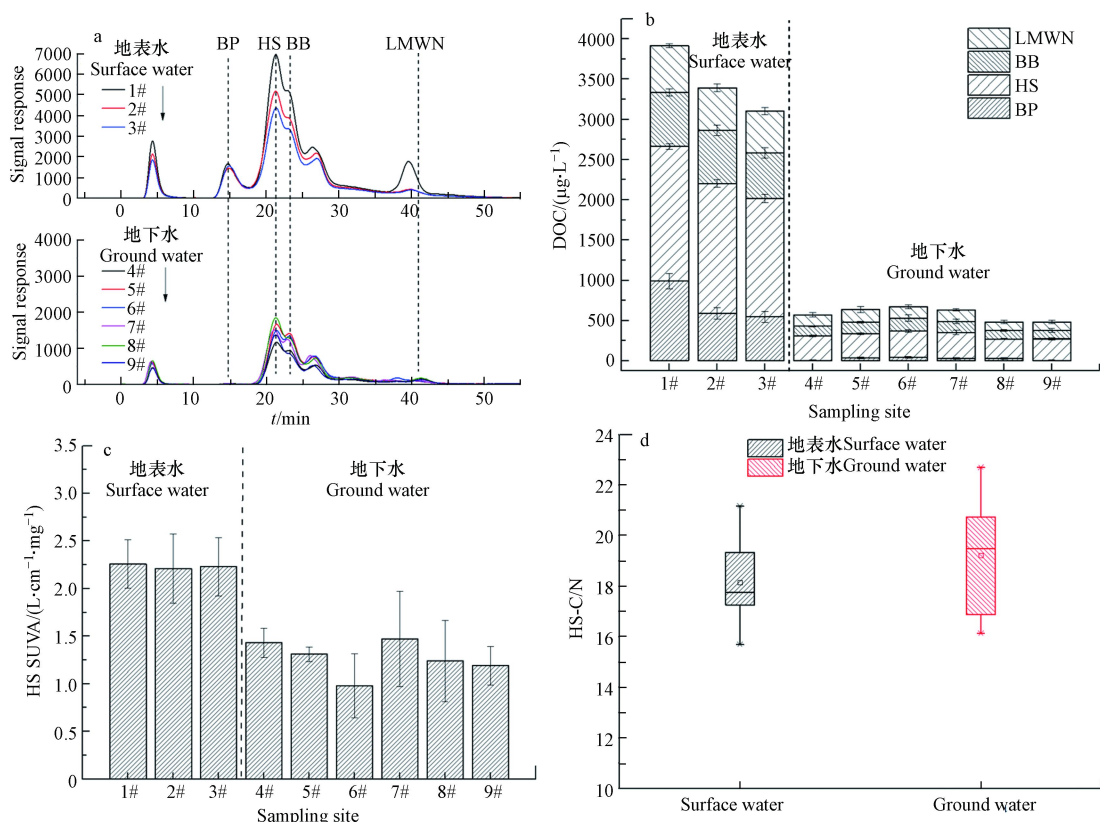 a
地表水
Surface water
1#
2#
3#
BP
HS
BB
LMWN
Signal response
7000
6000
5000
4000
3000
2000
1000
0
0 10 20 30 40 50
地下水
Ground water
4#
5#
6#
7#
8#
9#
Signal response
4000
3000
2000
1000
0
0 10 20 30 40 50
t/min
b
地表水
Surface water
LMWN
BB
HS
BP
地下水
Ground water
DOC/(μg·L⁻¹)
4000
3500
3000
2500
2000
1500
1000
500
0
1# 2# 3# 4# 5# 6# 7# 8# 9#
Sampling site
c
地表水
Surface water
地下水
Ground water
HS SUVA/(L·cm⁻¹·mg⁻¹)
3.5
3.0
2.5
2.0
1.5
1.0
0.5
0
1# 2# 3# 4# 5# 6# 7# 8# 9#
Sampling site
d
地表水Surface water
地下水Ground water
HS-C/N
24
22
20
18
16
14
12
10
Surface water
Ground water